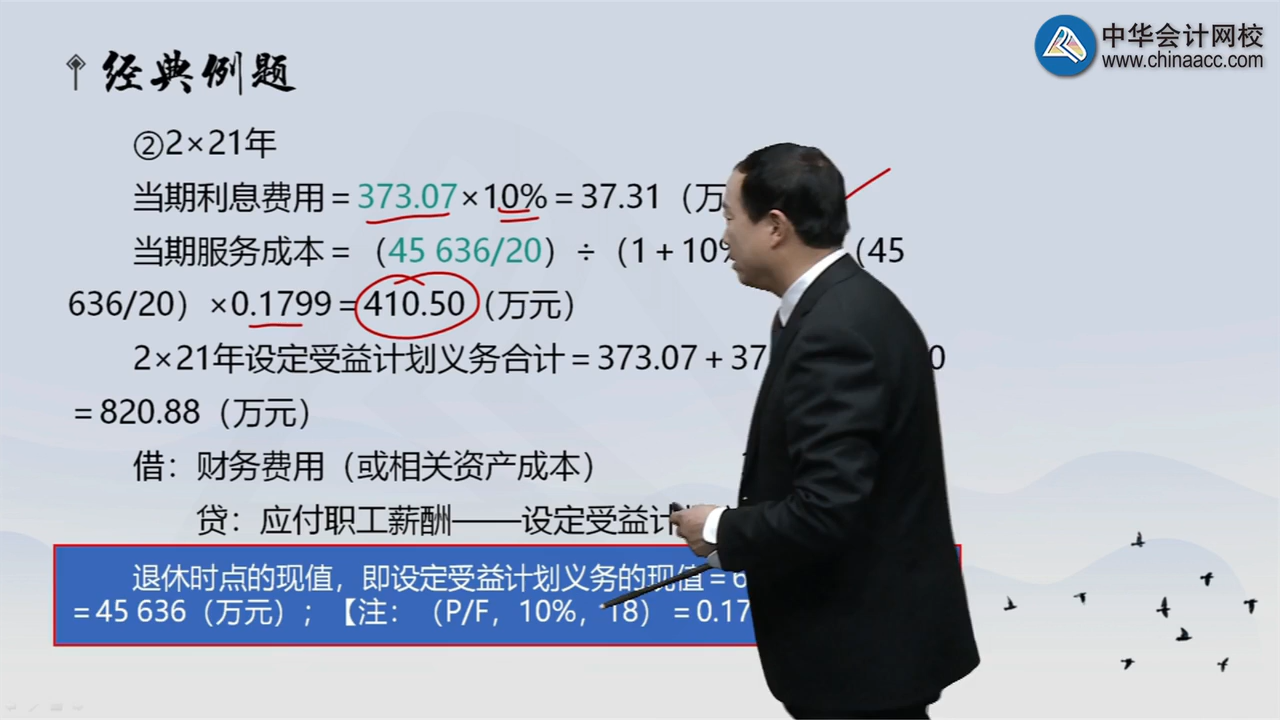 中华会计网校
www.chinaacc.com
经典例题
②2×21年
当期利息费用＝373.07×10%＝37.31（万
当期服务成本＝（45 636/20）÷（1＋10%（45
636/20）×0.1799＝410.50（万元）
2×21年设定受益计划义务合计＝373.07＋370
＝820.88（万元）
借：财务费用（或相关资产成本）
贷：应付职工薪酬——设定受益计
退休时点的现值，即设定受益计划义务的现值＝6
＝45 636（万元）；【注：（P/F，10%，18）＝0.17